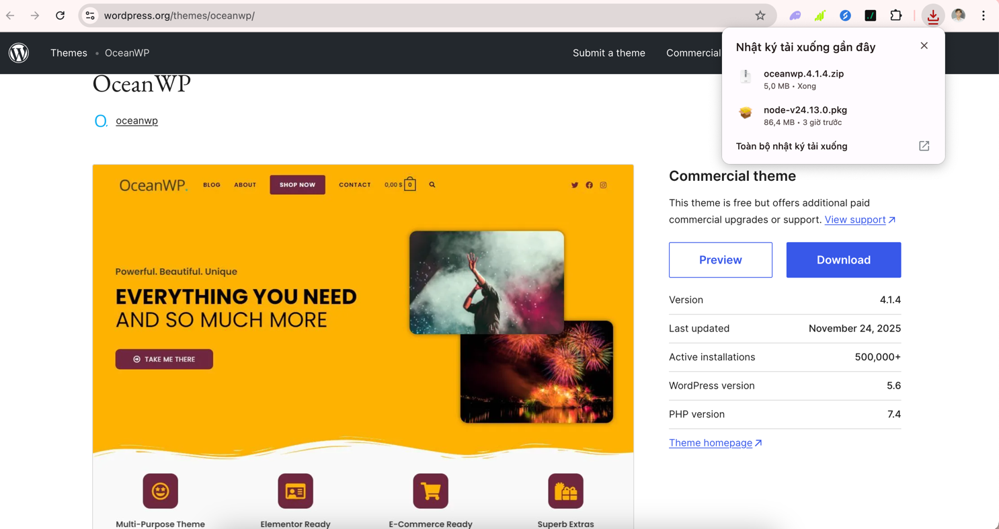 wordpress.org/themes/oceanwp/
Themes • OceanWP
Submit a theme
Commercial
Nhật ký tải xuống gần đây
oceanwp.4.1.4.zip
5,0 MB • Xong
node-v24.13.0.pkg
86,4 MB • 3 giờ trước
Toàn bộ nhật ký tải xuống
OceanWP
oceanwp
OceanWP.
BLOG
ABOUT
SHOP NOW
CONTACT
0,00 $ 0
Powerful. Beautiful. Unique
EVERYTHING YOU NEED
AND SO MUCH MORE
TAKE ME THERE
Multi-Purpose Theme
Elementor Ready
E-Commerce Ready
Superb Extras
Commercial theme
This theme is free but offers additional paid
commercial upgrades or support. View support
Preview
Download
Version 4.1.4
Last updated November 24, 2025
Active installations 500,000+
WordPress version 5.6
PHP version 7.4
Theme homepage